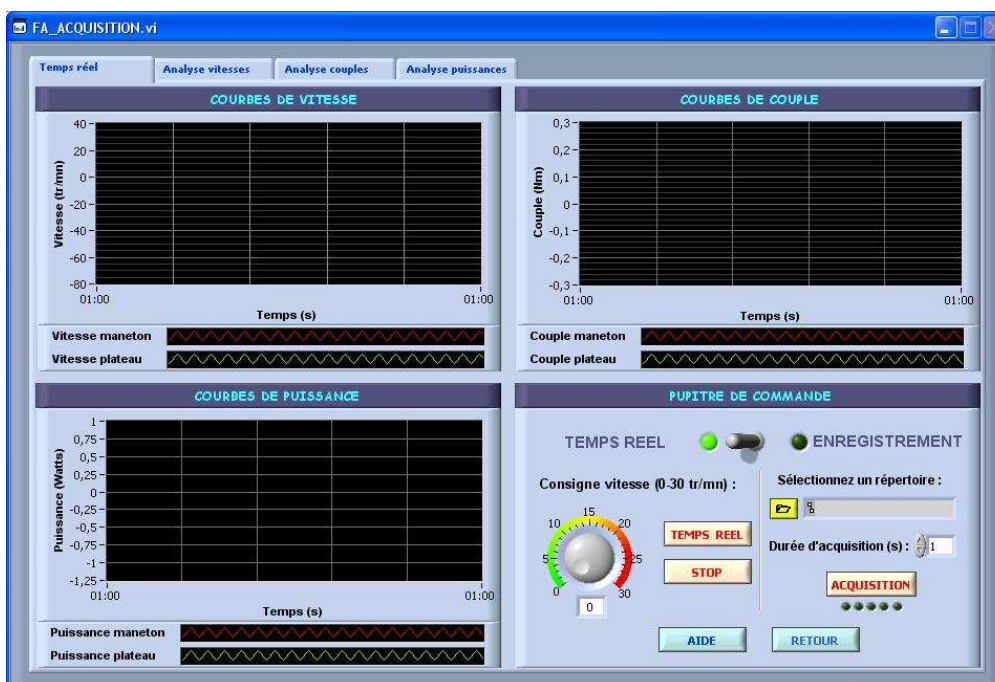 FA_ACQUISITION.vi
Temps réel
Analyse vitesses
Analyse couples
Analyse puissances
COURBES DE VITESSE
Vitesse (tr/mn)
40
20
0
-20
-40
-60
-80
01:00
01:00
Temps (s)
Vitesse maneton
Vitesse plateau
COURBES DE COUPLE
Couple (Nm)
0,3
0,2
0,1
0
-0,1
-0,2
-0,3
01:00
01:00
Temps (s)
Couple maneton
Couple plateau
COURBES DE PUISSANCE
Puissance (Watts)
1
0,75
0,5
0,25
0
-0,25
-0,5
-0,75
-1
-1,25
01:00
01:00
Temps (s)
Puissance maneton
Puissance plateau
PUPITRE DE COMMANDE
TEMPS REEL
ENREGISTREMENT
Consigne vitesse (0-30 tr/mn) :
0
5
10
15
20
25
30
0
TEMPS REEL
STOP
Sélectionnez un répertoire :
Durée d'acquisition (s) : 1
ACQUISITION
AIDE
RETOUR